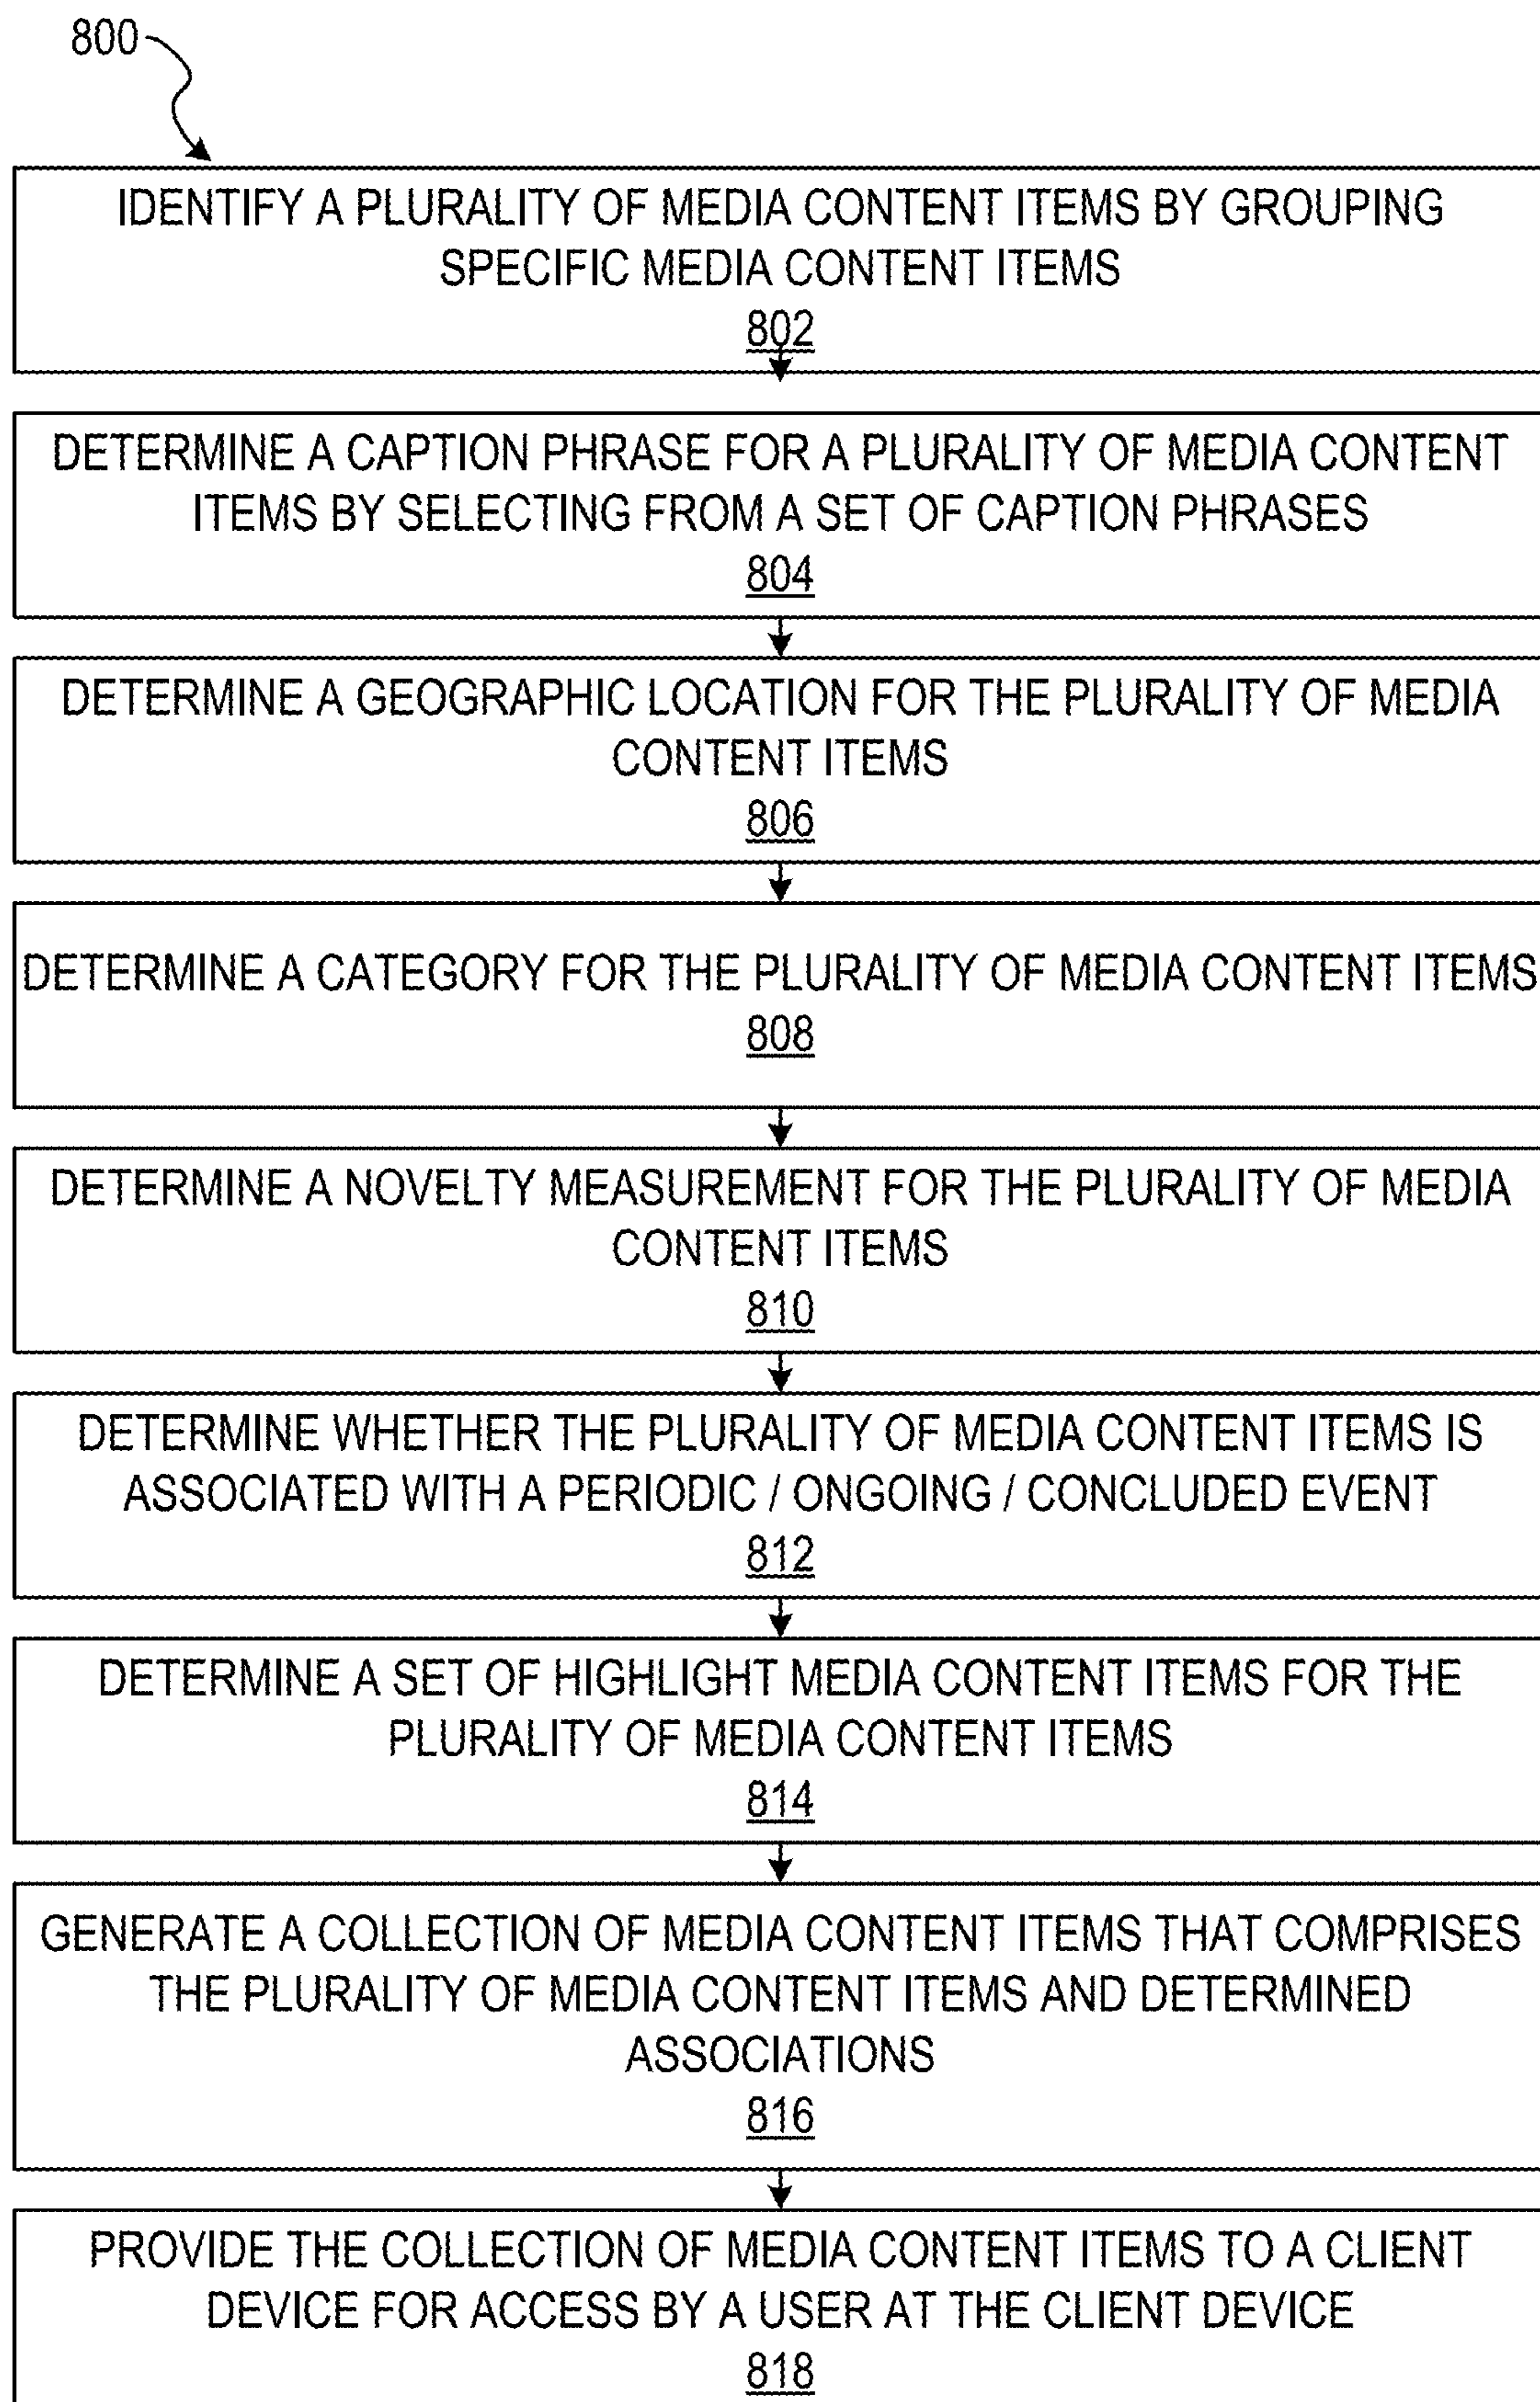 800
IDENTIFY A PLURALITY OF MEDIA CONTENT ITEMS BY GROUPING
SPECIFIC MEDIA CONTENT ITEMS
802
DETERMINE A CAPTION PHRASE FOR A PLURALITY OF MEDIA CONTENT
ITEMS BY SELECTING FROM A SET OF CAPTION PHRASES
804
DETERMINE A GEOGRAPHIC LOCATION FOR THE PLURALITY OF MEDIA
CONTENT ITEMS
806
DETERMINE A CATEGORY FOR THE PLURALITY OF MEDIA CONTENT ITEMS
808
DETERMINE A NOVELTY MEASUREMENT FOR THE PLURALITY OF MEDIA
CONTENT ITEMS
810
DETERMINE WHETHER THE PLURALITY OF MEDIA CONTENT ITEMS IS
ASSOCIATED WITH A PERIODIC / ONGOING / CONCLUDED EVENT
812
DETERMINE A SET OF HIGHLIGHT MEDIA CONTENT ITEMS FOR THE
PLURALITY OF MEDIA CONTENT ITEMS
814
GENERATE A COLLECTION OF MEDIA CONTENT ITEMS THAT COMPRISES
THE PLURALITY OF MEDIA CONTENT ITEMS AND DETERMINED
ASSOCIATIONS
816
PROVIDE THE COLLECTION OF MEDIA CONTENT ITEMS TO A CLIENT
DEVICE FOR ACCESS BY A USER AT THE CLIENT DEVICE
818